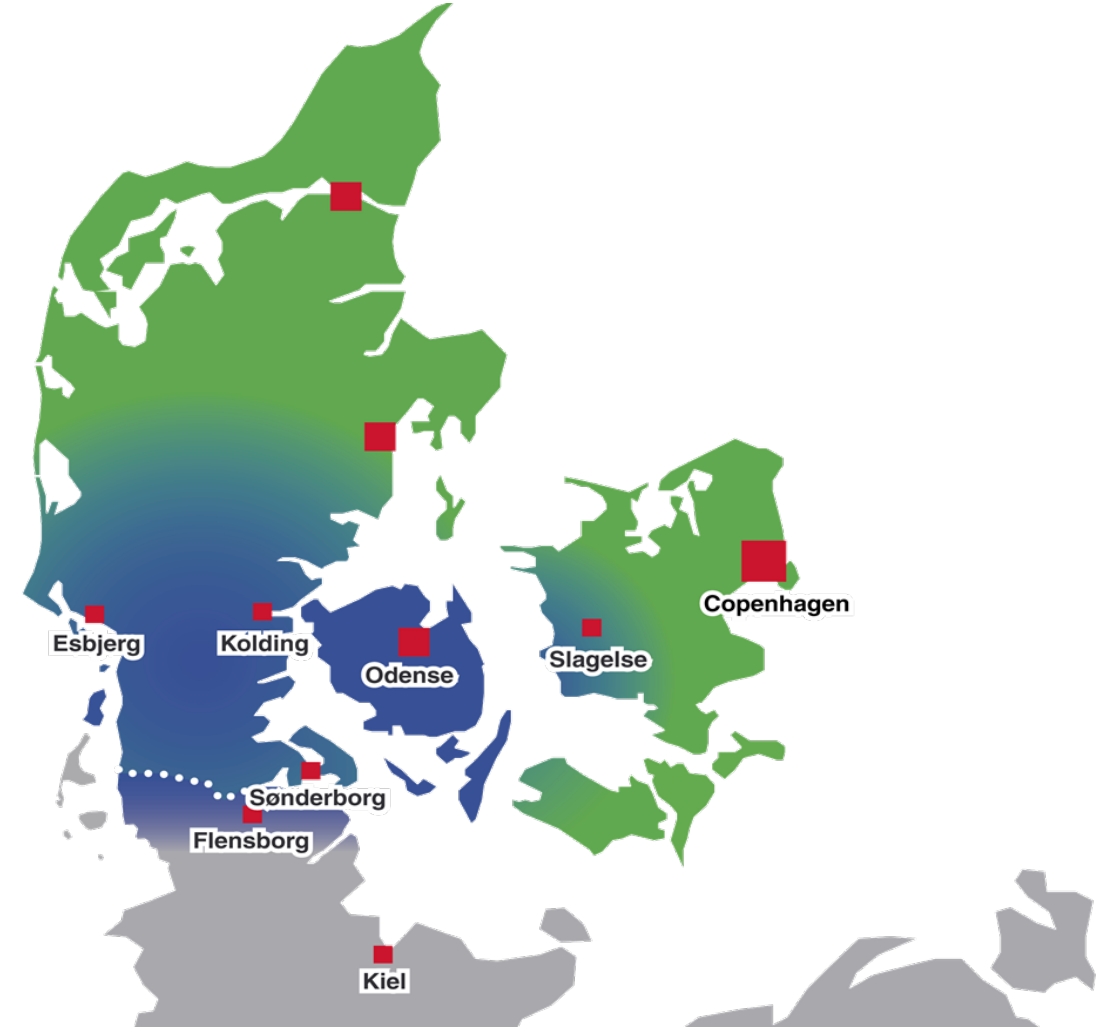 Copenhagen
Esbjerg
Kolding
Slagelse
Odense
Sønderborg
Flensborg
Kiel